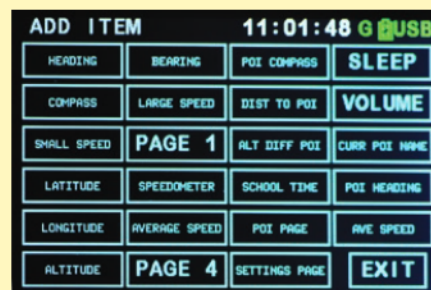 ADD ITEM 11:01:48 G USB
HEADING BEARING POI COMPASS SLEEP
COMPASS LARGE SPEED DIST TO POI VOLUME
SMALL SPEED PAGE 1 ALT DIFF POI CURR POI NAME
LATITUDE SPEEDOMETER SCHOOL TIME POI HEADING
LONGITUDE AVERAGE SPEED POI PAGE AVE SPEED
ALTITUDE PAGE 4 SETTINGS PAGE EXIT